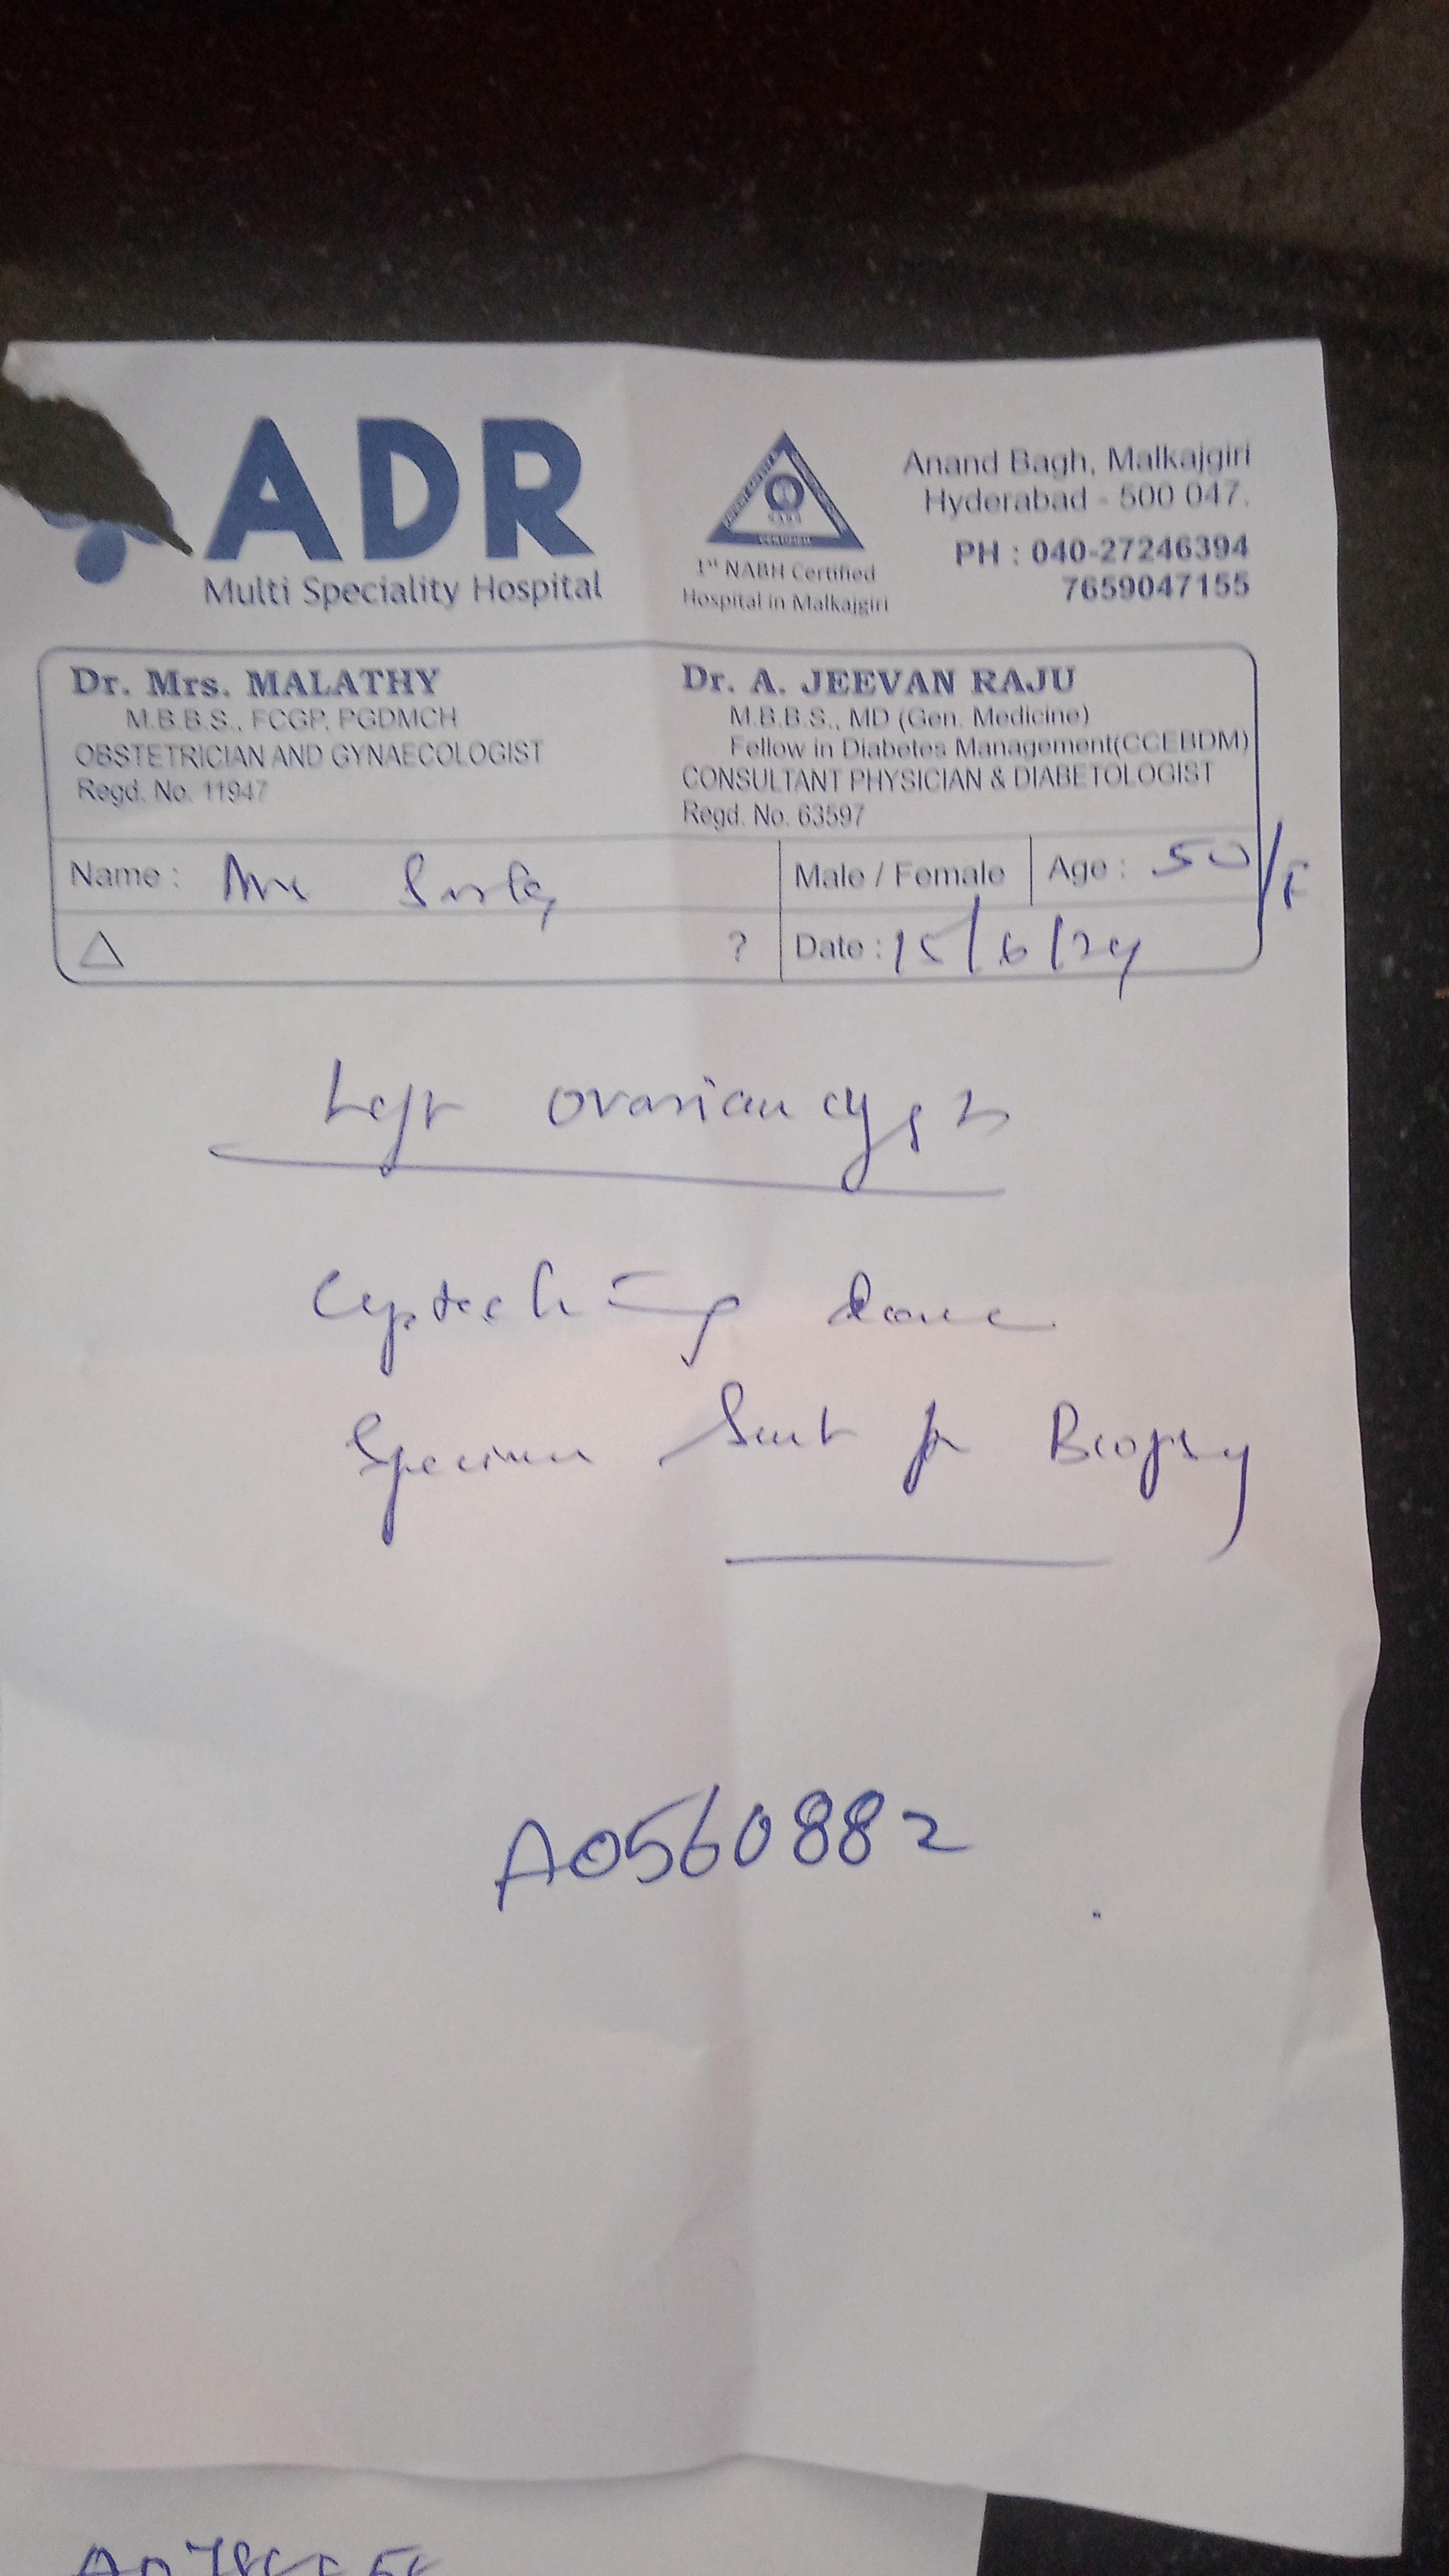 ADR
Multi Speciality Hospital
CERTIFIED
1st NABH Certified
Hospital in Malkajgiri
Anand Bagh, Malkajgiri
Hyderabad - 500 047.
PH : 040-27246394
7659047155
Dr. Mrs. MALATHY
M.B.B.S., FCGP, PGDMCH
OBSTETRICIAN AND GYNAECOLOGIST
Regd. No. 11947
Dr. A. JEEVAN RAJU
M.B.B.S., MD (Gen. Medicine)
Fellow in Diabetes Management(CCEBDM)
CONSULTANT PHYSICIAN & DIABETOLOGIST
Regd. No. 63597
Name :
Male / Female
Age : 50/F
△ ?
Date : 15/6/24
Left ovarian cyst
done
Specimen Sent for Biopsy
A0560882